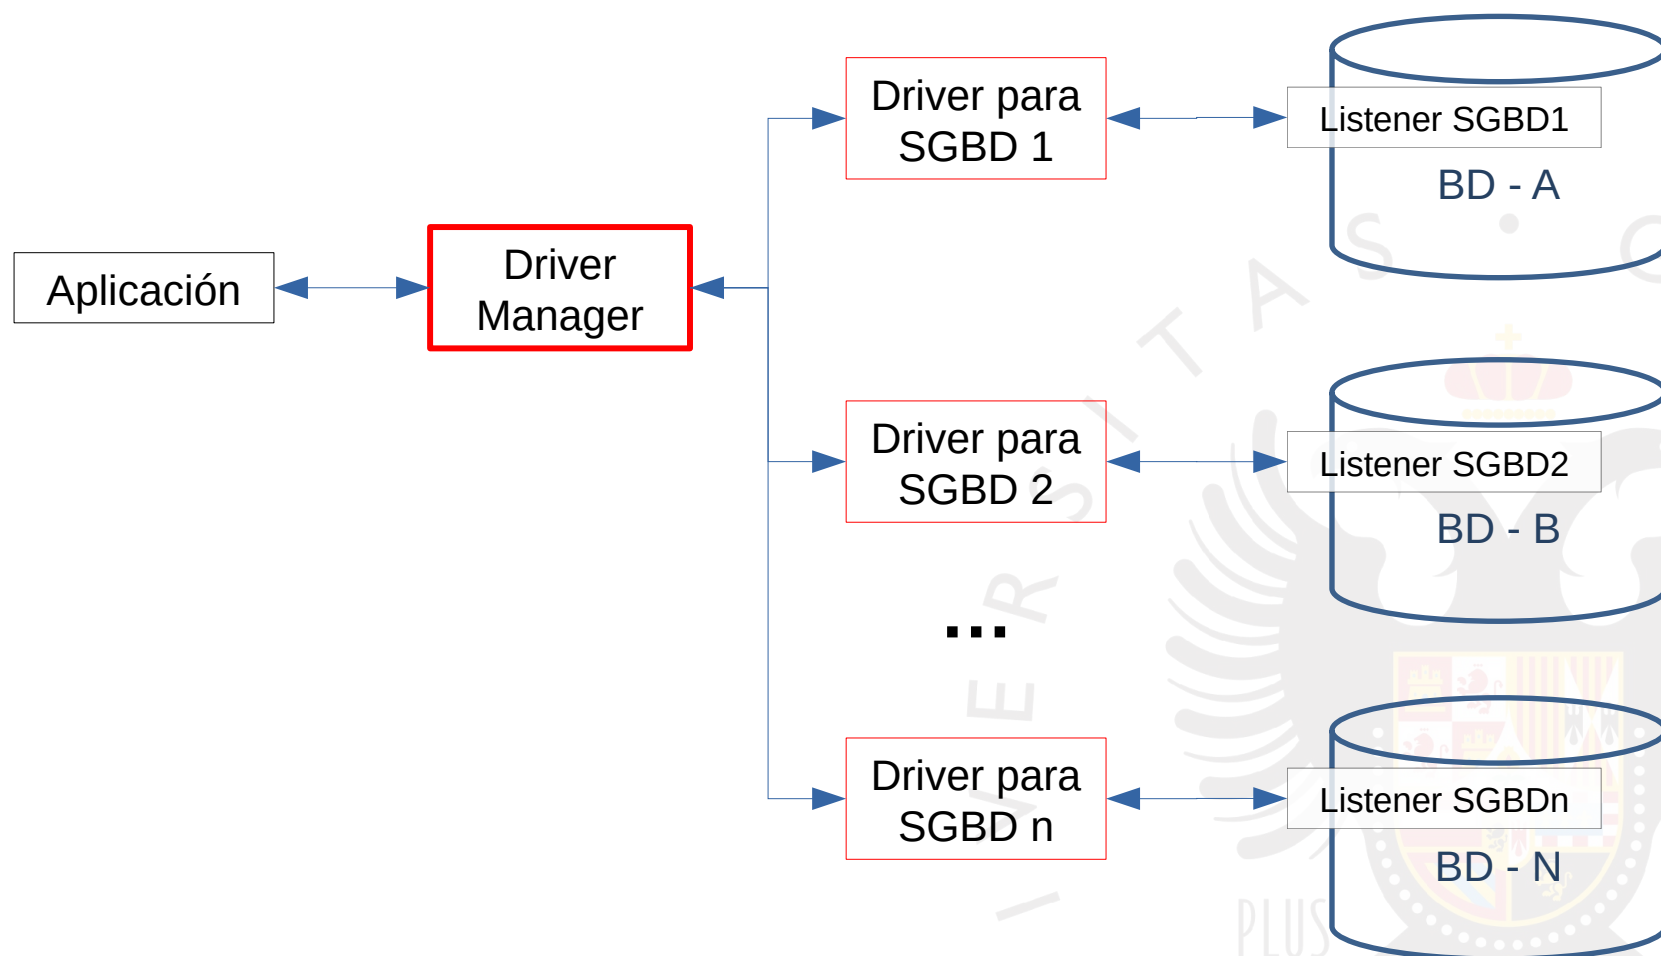 Aplicación
Driver
Manager
Driver para
SGBD 1
Listener SGBD1
BD - A
Driver para
SGBD 2
Listener SGBD2
BD - B
...
Driver para
SGBD n
Listener SGBDn
BD - N
I V E R S I T A S · C
PLUS